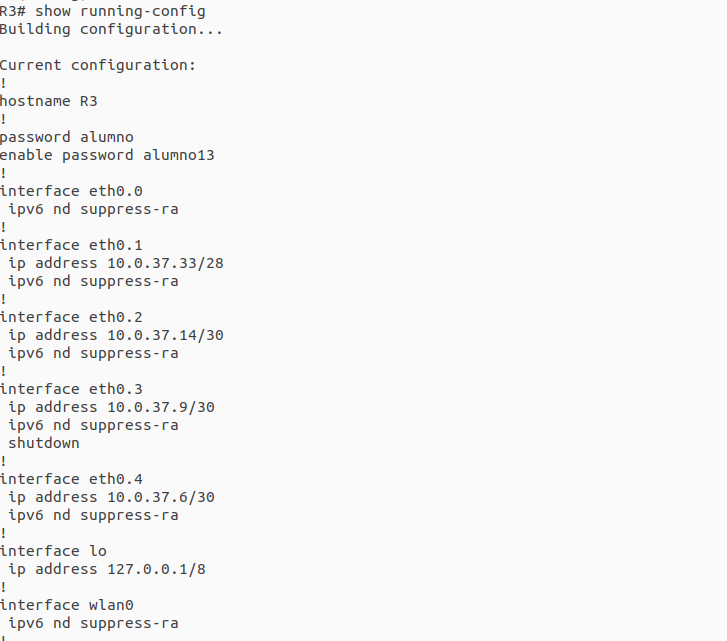 R3# show running-config
Building configuration...
Current configuration:
!
hostname R3
!
password alumno
enable password alumno13
!
interface eth0.0
 ipv6 nd suppress-ra
!
interface eth0.1
 ip address 10.0.37.33/28
 ipv6 nd suppress-ra
!
interface eth0.2
 ip address 10.0.37.14/30
 ipv6 nd suppress-ra
!
interface eth0.3
 ip address 10.0.37.9/30
 ipv6 nd suppress-ra
 shutdown
!
interface eth0.4
 ip address 10.0.37.6/30
 ipv6 nd suppress-ra
!
interface lo
 ip address 127.0.0.1/8
!
interface wlan0
 ipv6 nd suppress-ra
!